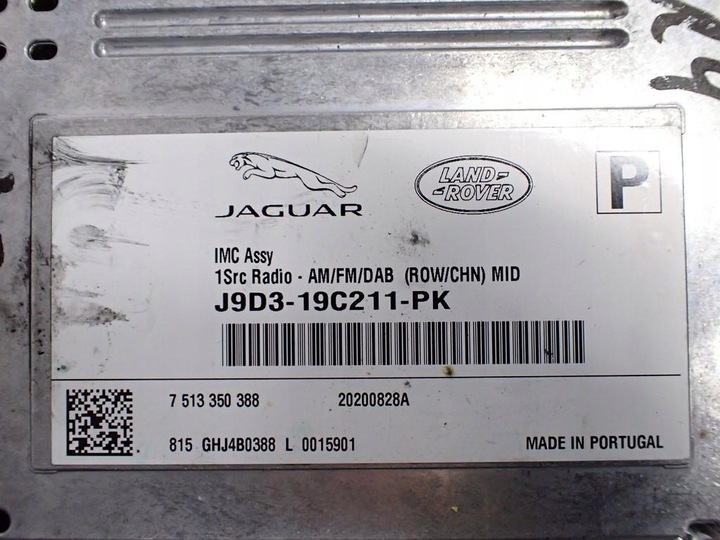 JAGUAR
LAND-
-ROVER
P
IMC Assy
1Src Radio - AM/FM/DAB (ROW/CHN) MID
J9D3-19C211-PK
7 513 350 388 20200828A
815 GHJ4B0388 L 0015901 MADE IN PORTUGAL